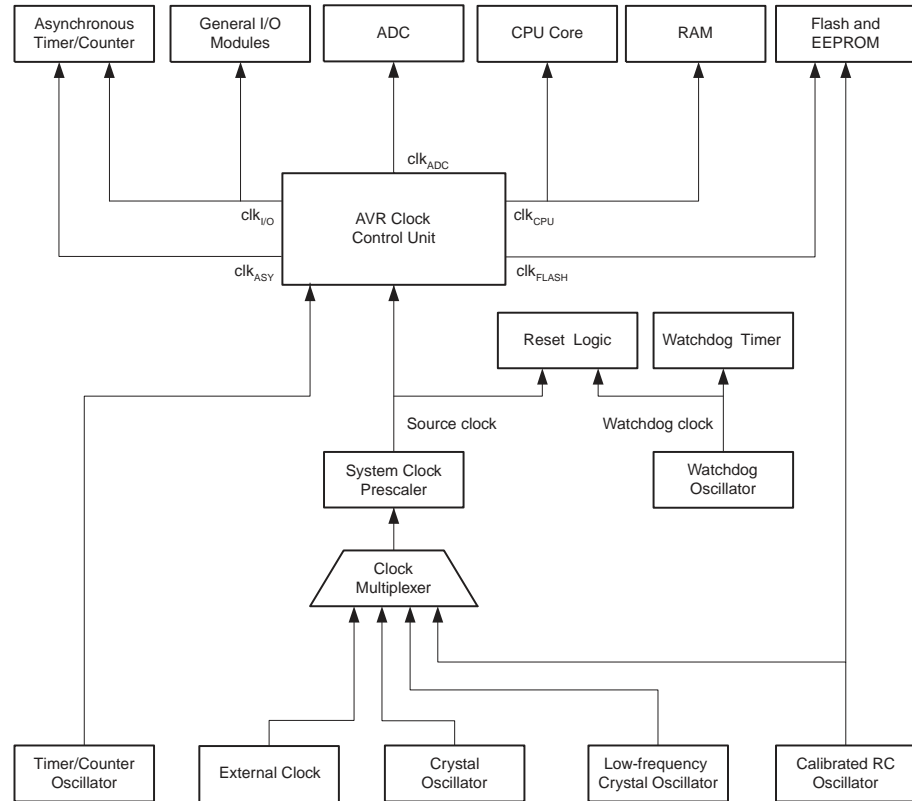 Asynchronous
Timer/Counter
General I/O
Modules
ADC
CPU Core
RAM
Flash and
EEPROM
clkADC
clkI/O
AVR Clock
Control Unit
clkCPU
clkASY
clkFLASH
Reset Logic
Watchdog Timer
Source clock
Watchdog clock
System Clock
Prescaler
Watchdog
Oscillator
Clock
Multiplexer
Timer/Counter
Oscillator
External Clock
Crystal
Oscillator
Low-frequency
Crystal Oscillator
Calibrated RC
Oscillator